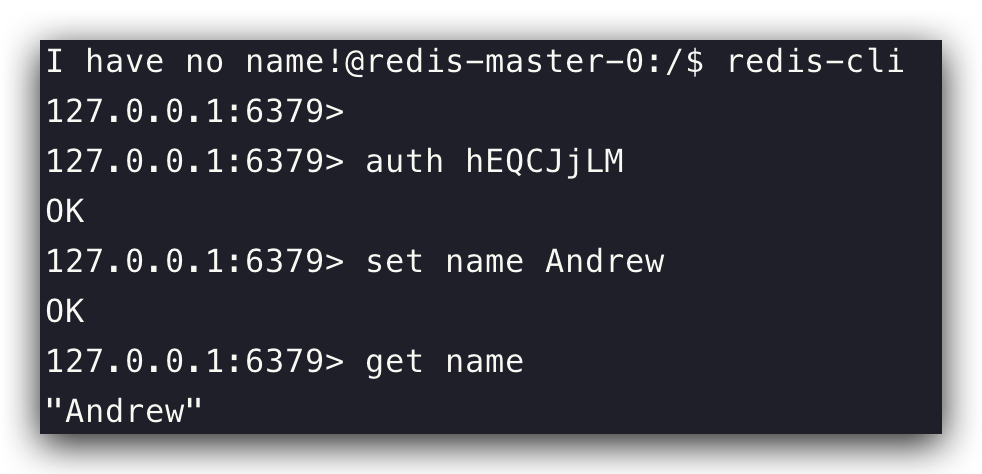 I have no name!@redis-master-0:/$ redis-cli
127.0.0.1:6379>
127.0.0.1:6379> auth hEQCJjLM
OK
127.0.0.1:6379> set name Andrew
OK
127.0.0.1:6379> get name
"Andrew"